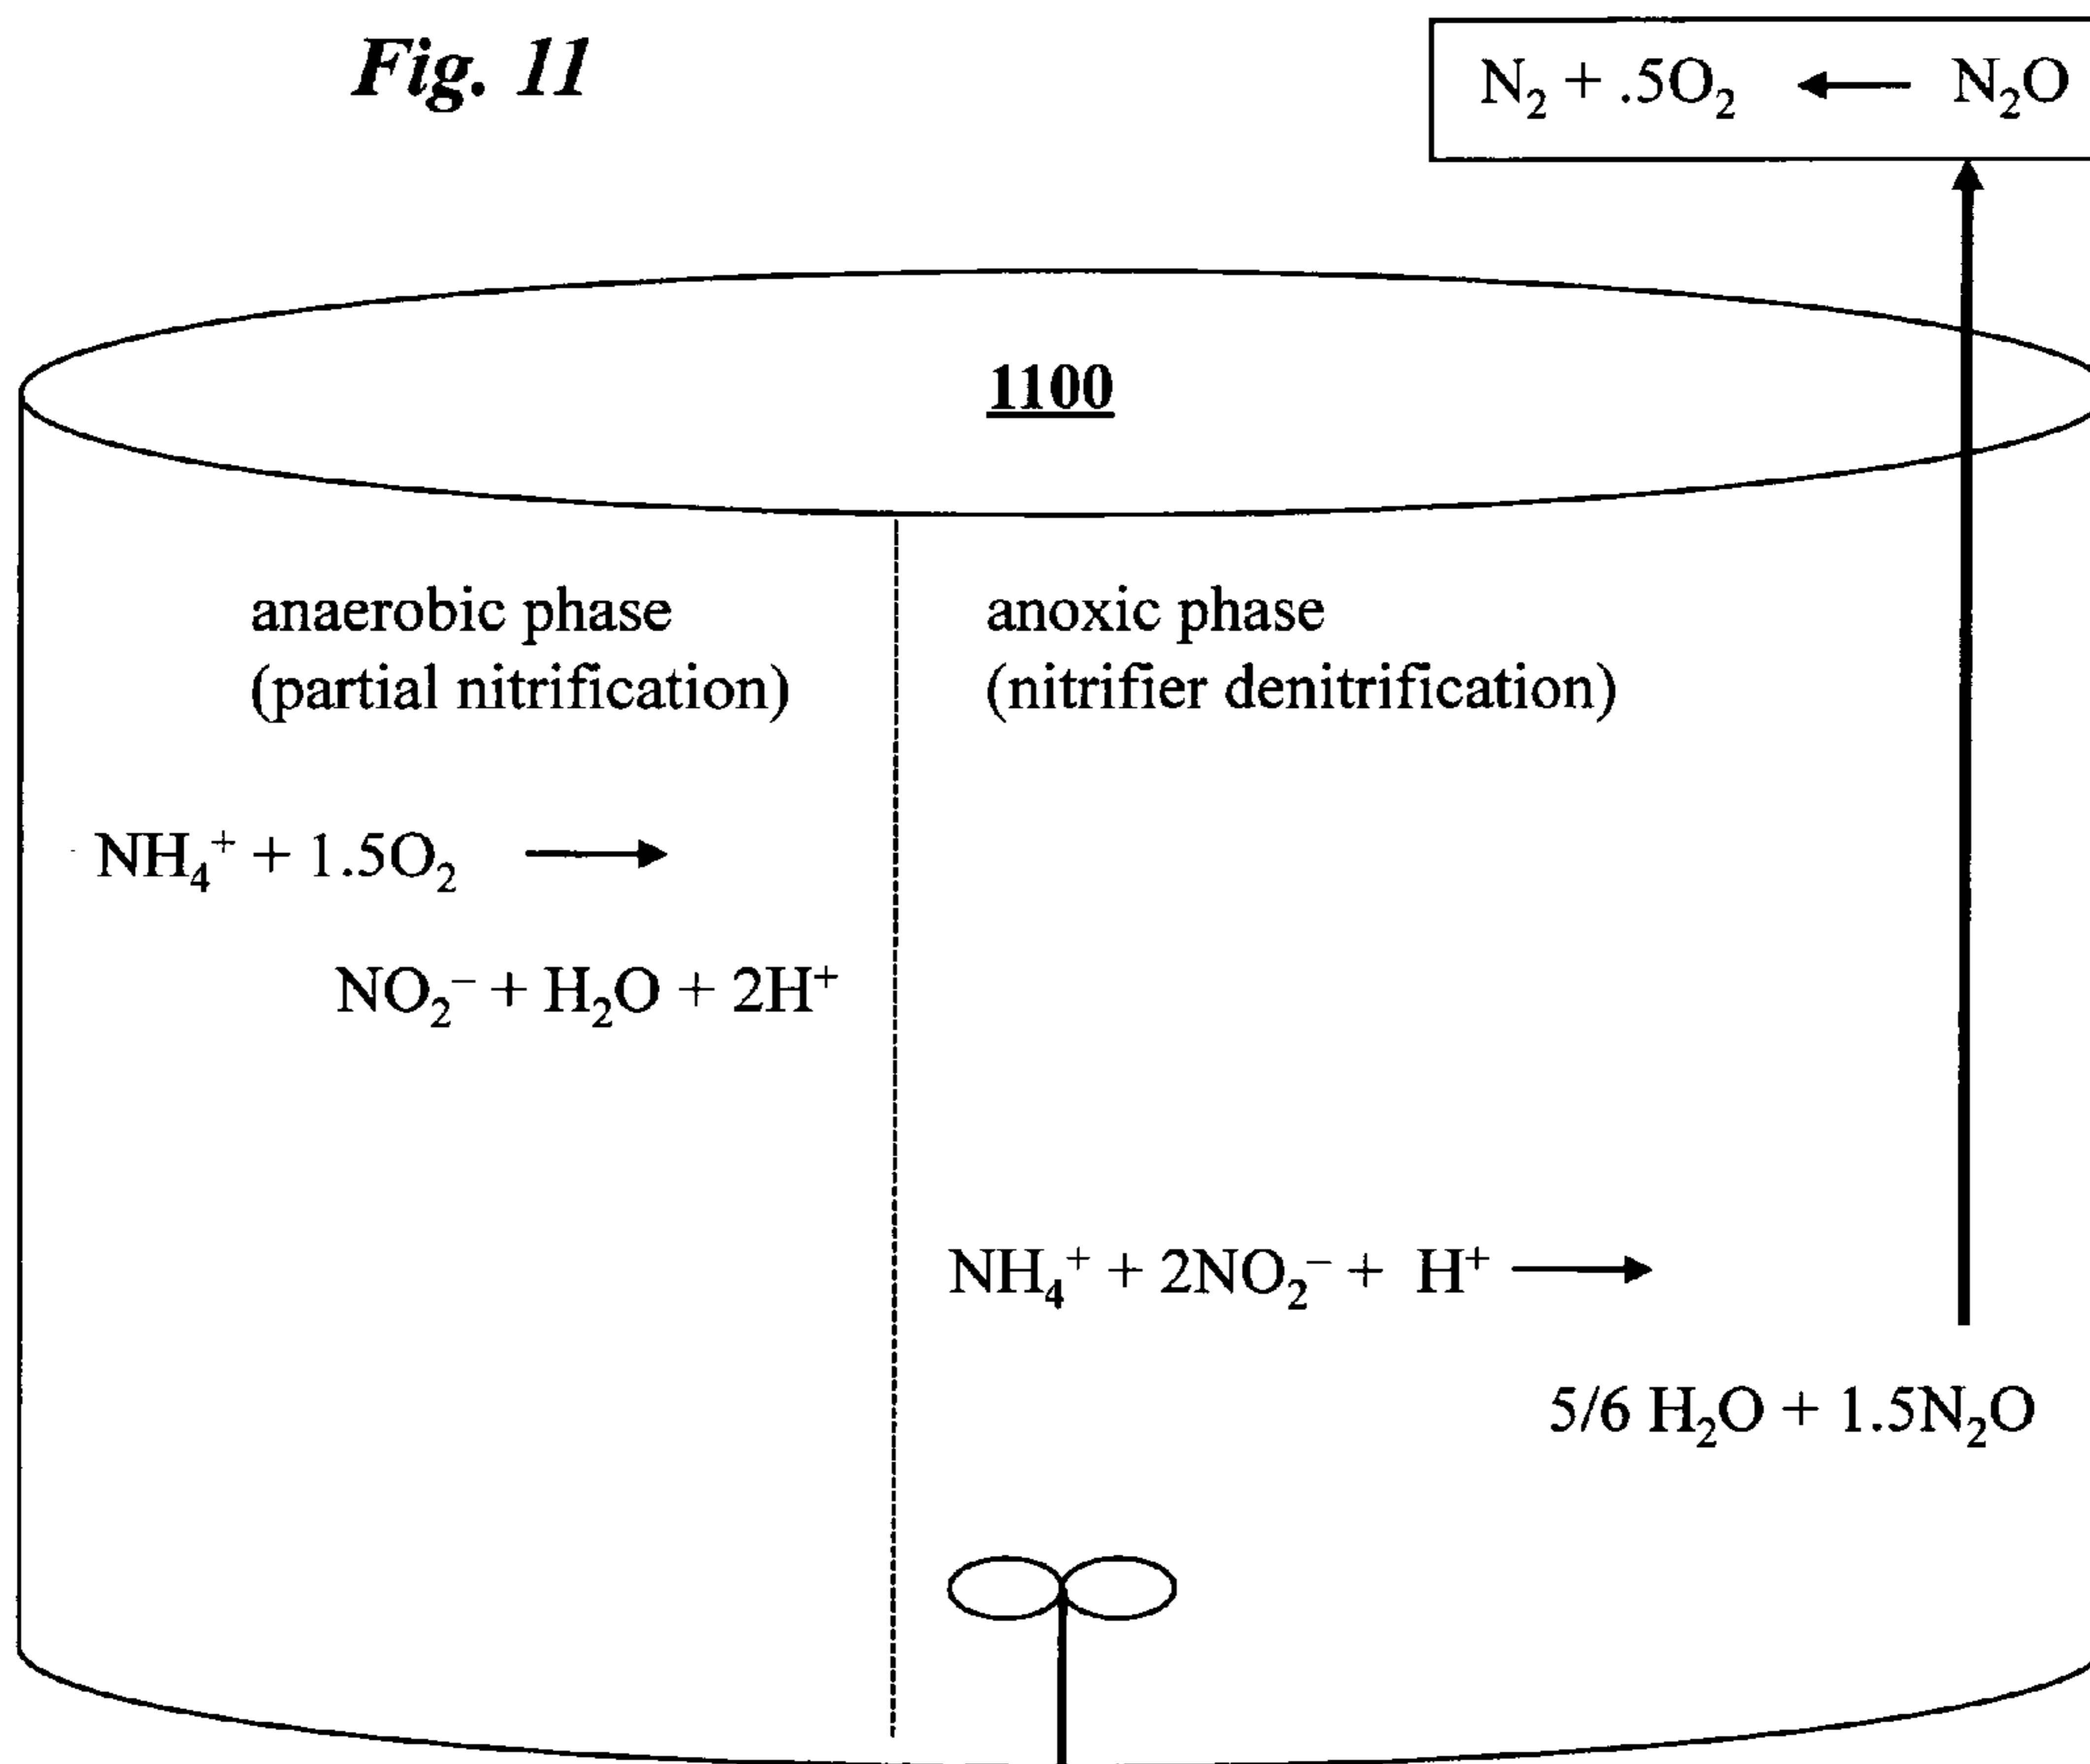 Fig. 11
N₂ + .5O₂ ← N₂O
1100
anaerobic phase
(partial nitrification)
anoxic phase
(nitrifier denitrification)
NH₄⁺ + 1.5O₂ →
NO₂⁻ + H₂O + 2H⁺
NH₄⁺ + 2NO₂⁻ + H⁺ →
5/6 H₂O + 1.5N₂O